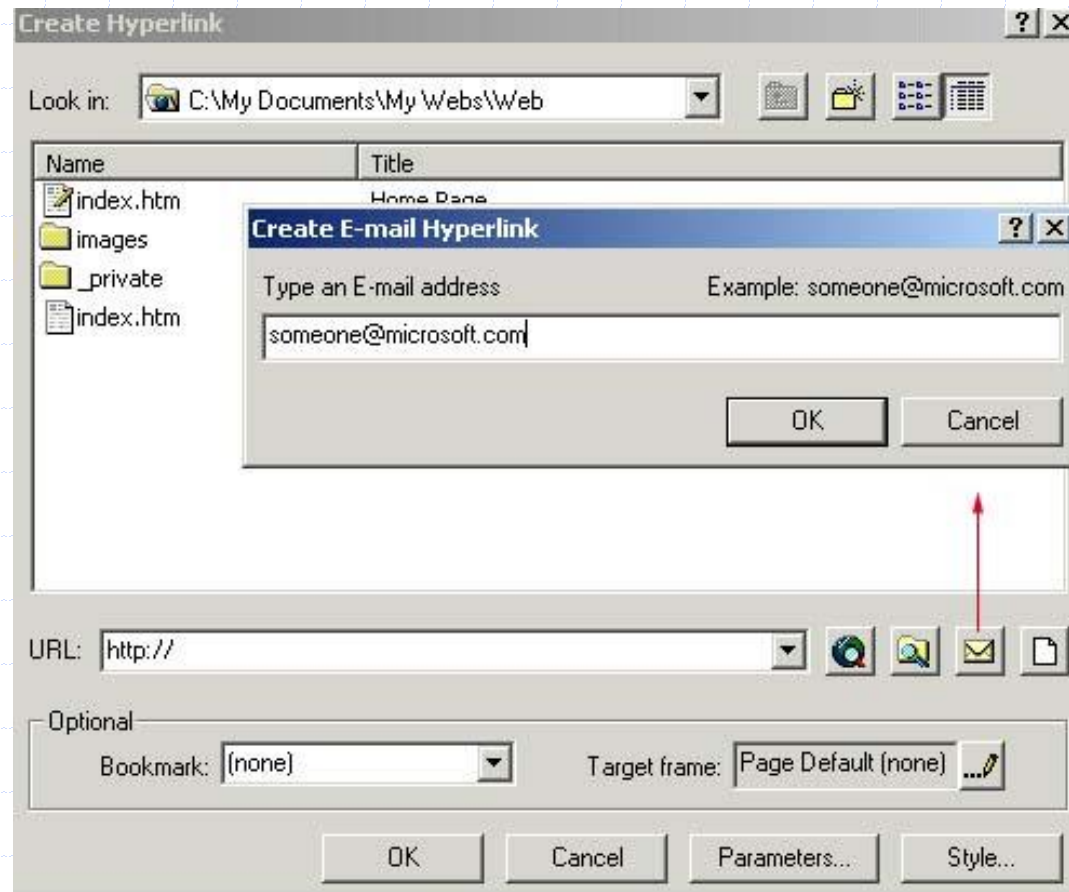 Create Hyperlink
Look in: C:\My Documents\My Webs\Web
Name Title
index.htm Home Page
images
_private
index.htm
Create E-mail Hyperlink
Type an E-mail address Example: someone@microsoft.com
someone@microsoft.com
OK Cancel
URL: http://
Optional
Bookmark: (none) Target frame: Page Default (none) ...
OK Cancel Parameters... Style...